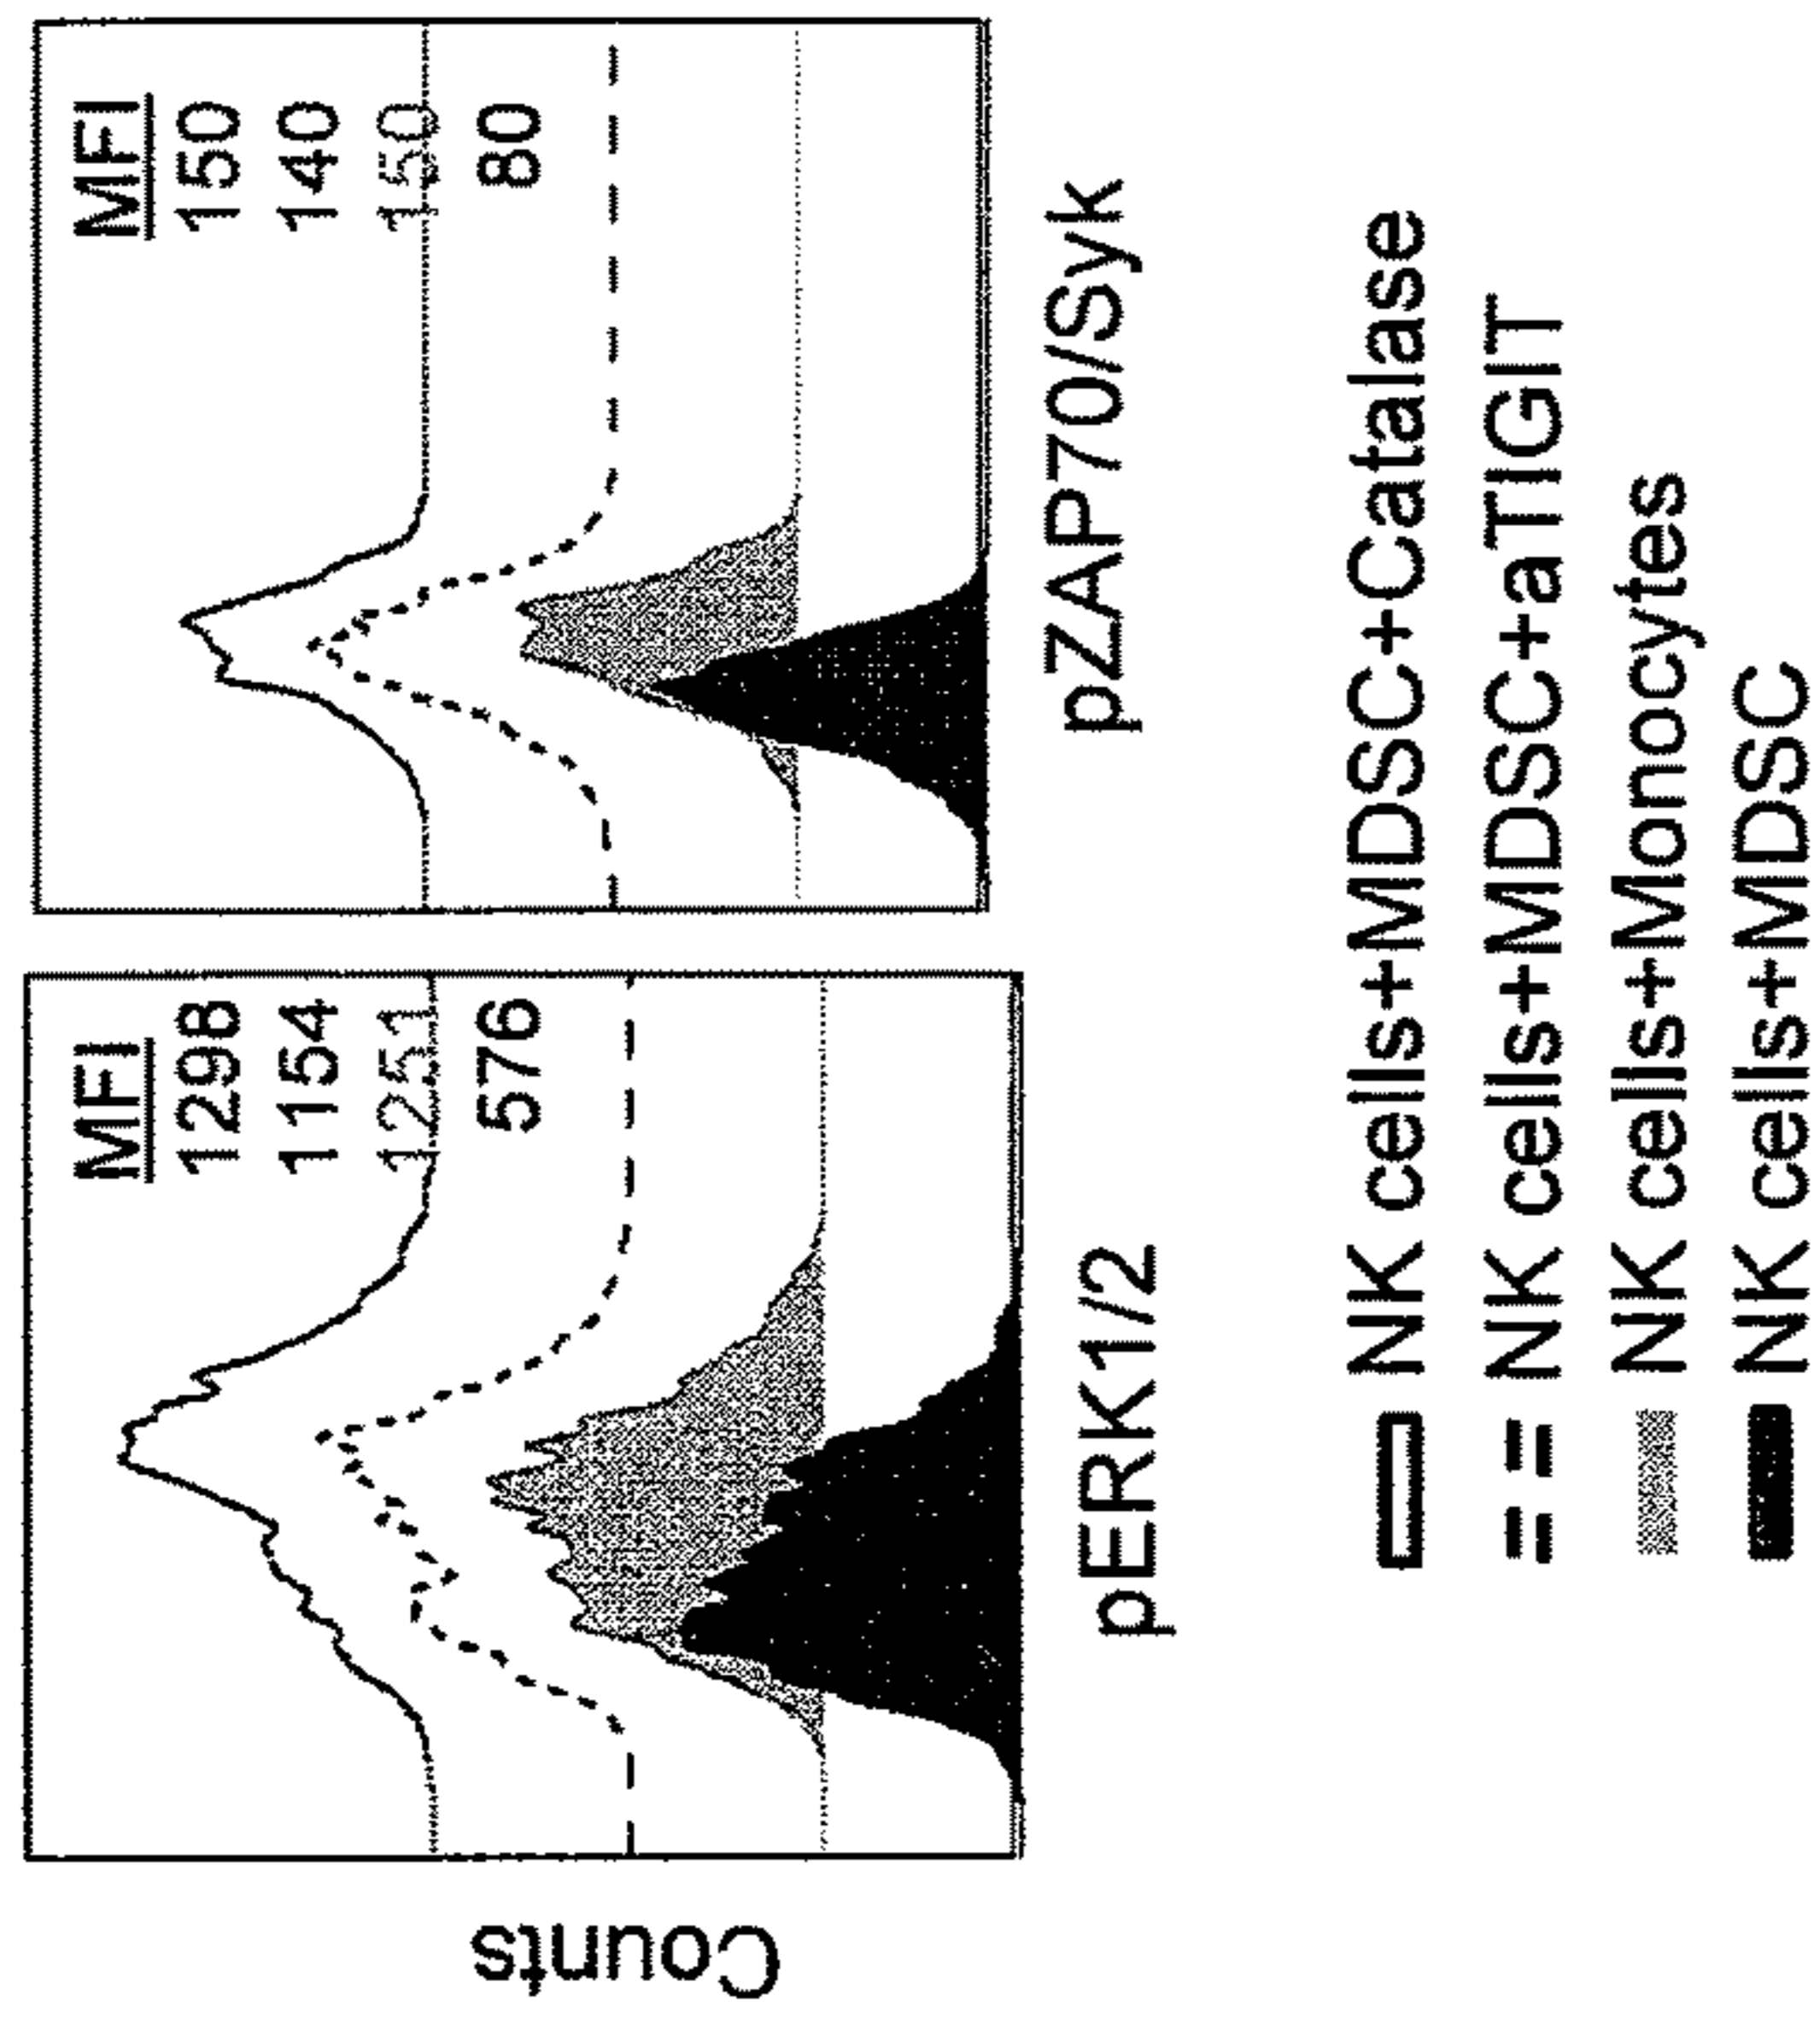 Counts
MFI
1298
1154
1251
576
pERK1/2
MFI
150
140
150
80
pZAP70/Syk
NK cells+MDSC+Catalase
NK cells+MDSC+aTIGIT
NK cells+Monocytes
NK cells+MDSC